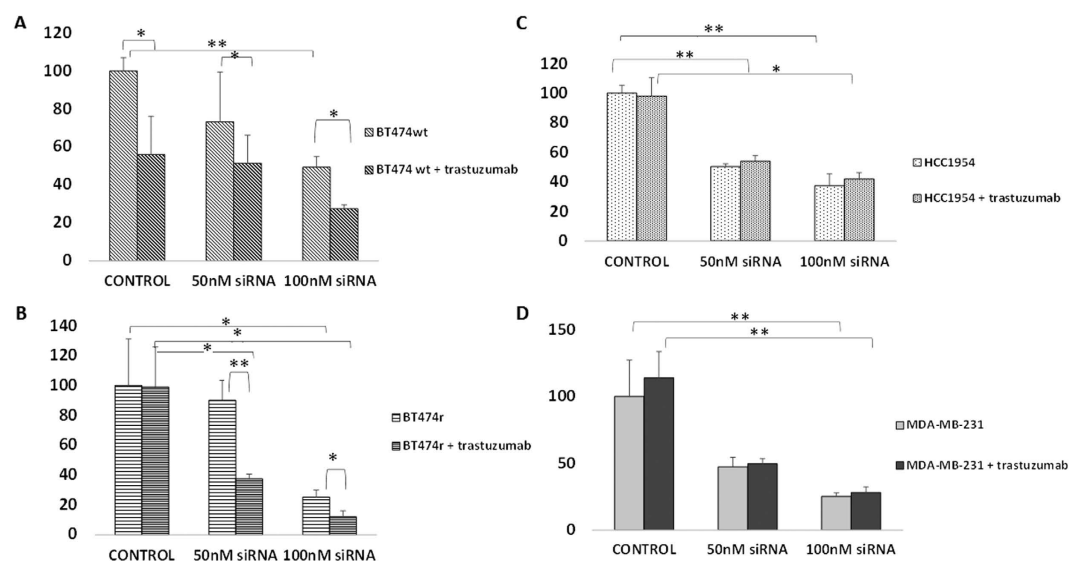 A
120
100
80
60
40
20
0
*
**
*
*
CONTROL 50nM siRNA 100nM siRNA
BT474wt
BT474 wt + trastuzumab
B
140
120
100
80
60
40
20
0
*
*
*
**
*
CONTROL 50nM siRNA 100nM siRNA
BT474r
BT474r + trastuzumab
C
120
100
80
60
40
20
0
**
**
*
CONTROL 50nM siRNA 100nM siRNA
HCC1954
HCC1954 + trastuzumab
D
150
100
50
0
**
**
CONTROL 50nM siRNA 100nM siRNA
MDA-MB-231
MDA-MB-231 + trastuzumab